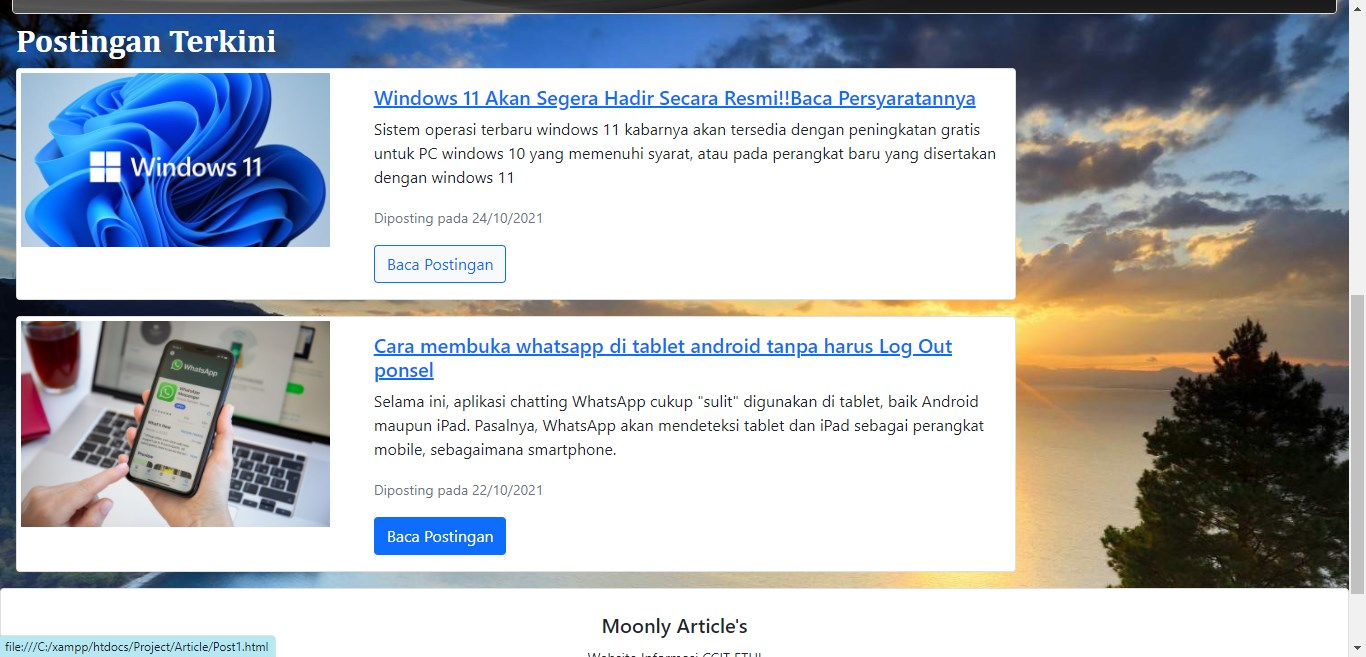 Postingan Terkini
Windows 11
Windows 11 Akan Segera Hadir Secara Resmi!!Baca Persyaratannya
Sistem operasi terbaru windows 11 kabarnya akan tersedia dengan peningkatan gratis
untuk PC windows 10 yang memenuhi syarat, atau pada perangkat baru yang disertakan
dengan windows 11
Diposting pada 24/10/2021
Baca Postingan
WhatsApp
Cara membuka whatsapp di tablet android tanpa harus Log Out
ponsel
Selama ini, aplikasi chatting WhatsApp cukup "sulit" digunakan di tablet, baik Android
maupun iPad. Pasalnya, WhatsApp akan mendeteksi tablet dan iPad sebagai perangkat
mobile, sebagaimana smartphone.
Diposting pada 22/10/2021
Baca Postingan
Moonly Article's
Website Informasi CCIT FTUI
file:///C:/xampp/htdocs/Project/Article/Post1.html